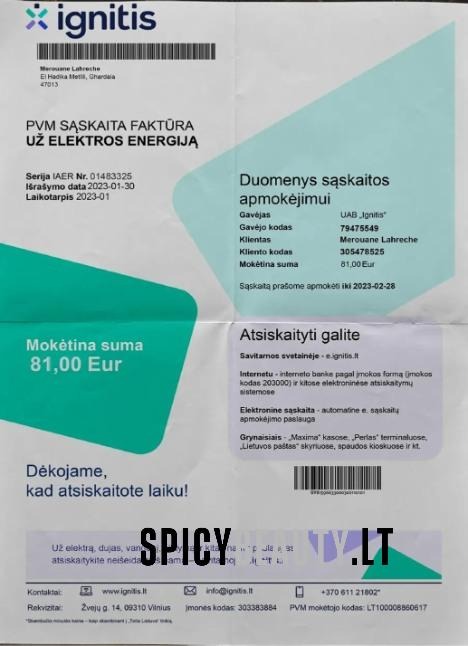 ignitis
Merouane Lahreche
El Hadika Metlili, Ghardaia
47013
PVM SĄSKAITA FAKTŪRA
UŽ ELEKTROS ENERGIJĄ
Serija IAER Nr. 01483325
Išrašymo data 2023-01-30
Laikotarpis 2023-01
Duomenys sąskaitos
apmokėjimui
Gavėjas UAB „Ignitis"
Gavėjo kodas 79475549
Klientas Merouane Lahreche
Kliento kodas 305478525
Mokėtina suma 81,00 Eur
Sąskaitą prašome apmokėti iki 2023-02-28
Mokėtina suma
81,00 Eur
Atsiskaityti galite
Savitarnos svetainėje - e.ignitis.lt
Internetu - interneto banke pagal įmokos formą (įmokos
kodas 203000) ir kitose elektroninėse atsiskaitymų
sistemose
Elektroninė sąskaita - automatinė e. sąskaitų
apmokėjimo paslauga
Grynaisiais - „Maxima" kasose, „Perlas" terminaluose,
„Lietuvos paštas" skyriuose, spaudos kioskuose ir kt.
Dėkojame,
kad atsiskaitote laiku!
SPICYBEAUTY.LT
Už elektrą, dujas,
atsiskaitykite
Kontaktai: www.ignitis.lt info@ignitis.lt +370 611 21802*
Rekvizitai: Žvejų g. 14, 09310 Vilnius Įmonės kodas: 303383884 PVM mokėtojo kodas: LT100008860617